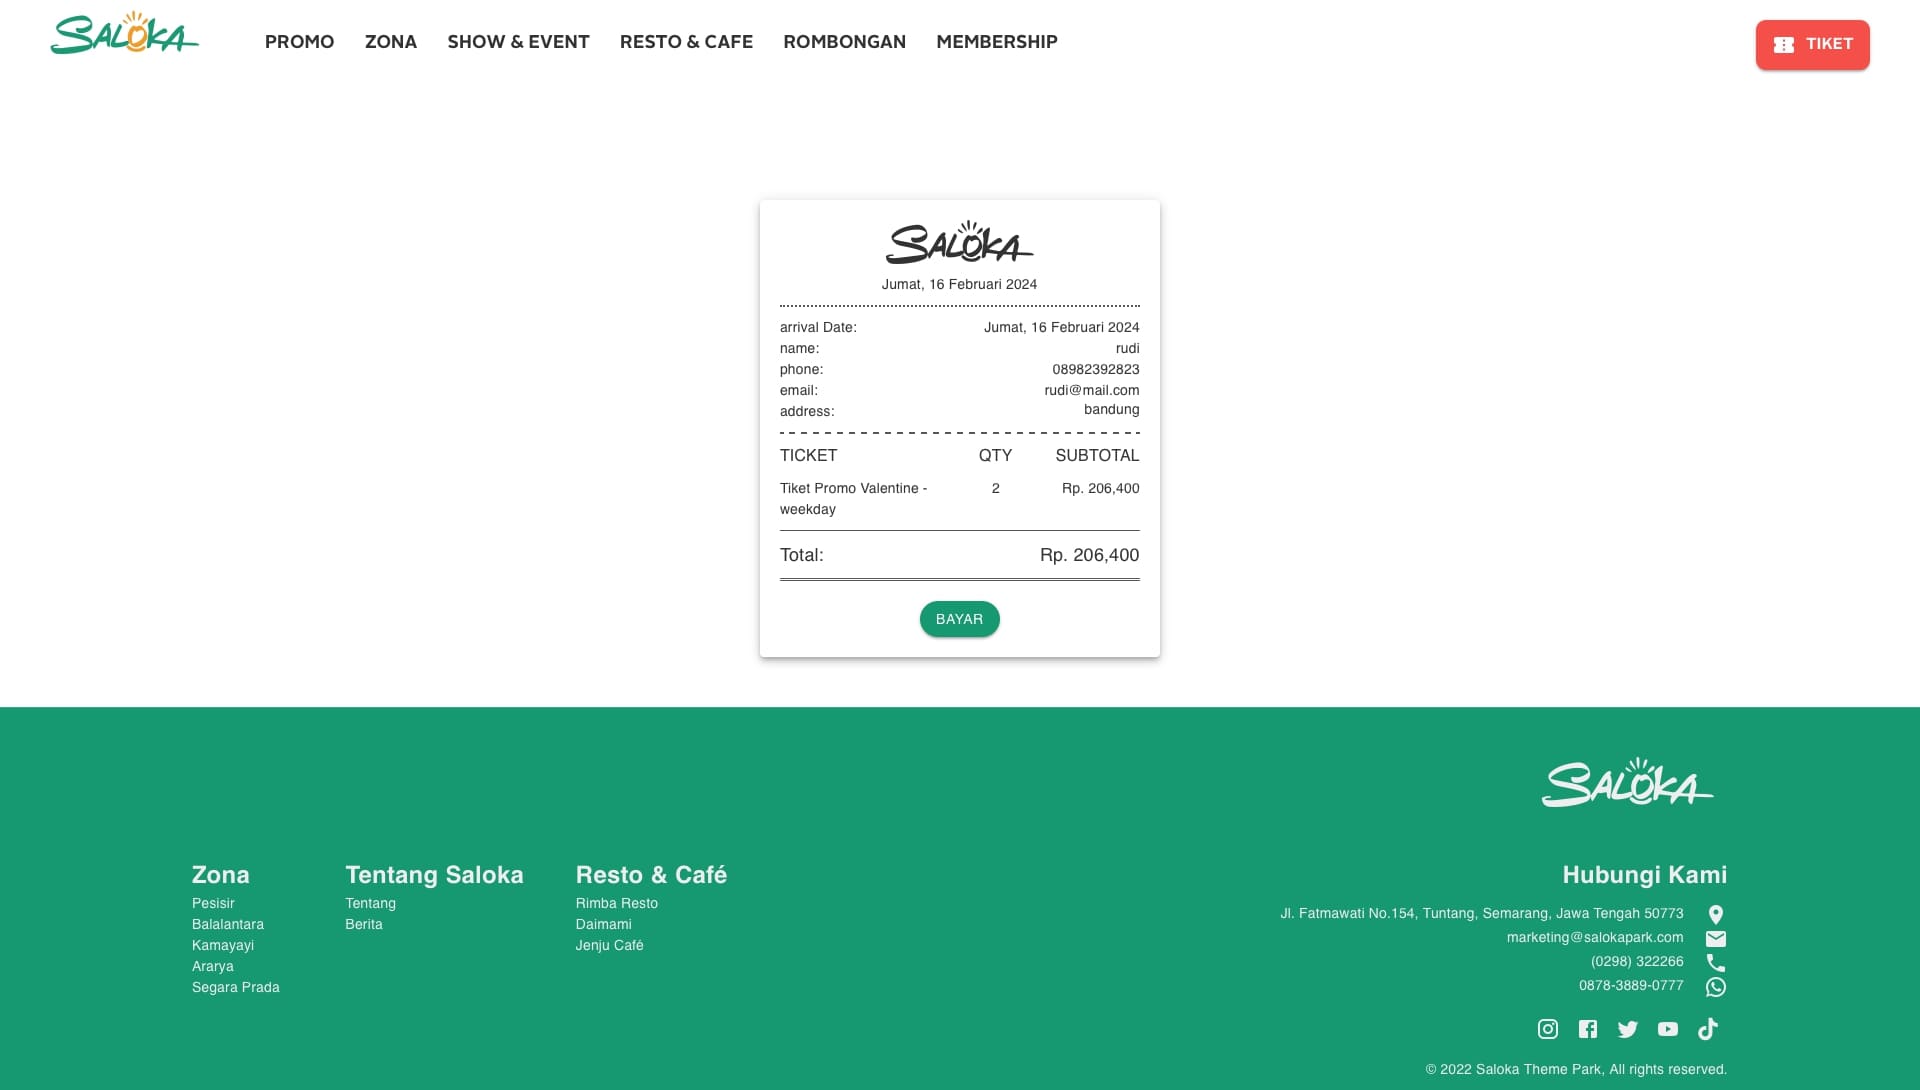 SALOKA
PROMO ZONA SHOW & EVENT RESTO & CAFE ROMBONGAN MEMBERSHIP
TIKET
SALOKA
Jumat, 16 Februari 2024
arrival Date: Jumat, 16 Februari 2024
name: rudi
phone: 08982392823
email: rudi@mail.com
address: bandung
TICKET QTY SUBTOTAL
Tiket Promo Valentine - 2 Rp. 206,400
weekday
Total: Rp. 206,400
BAYAR
SALOKA
Zona
Pesisir
Balalantara
Kamayayi
Ararya
Segara Prada
Tentang Saloka
Tentang
Berita
Resto & Café
Rimba Resto
Daimami
Jenju Café
Hubungi Kami
Jl. Fatmawati No.154, Tuntang, Semarang, Jawa Tengah 50773
marketing@salokapark.com
(0298) 322266
0878-3889-0777
© 2022 Saloka Theme Park, All rights reserved.